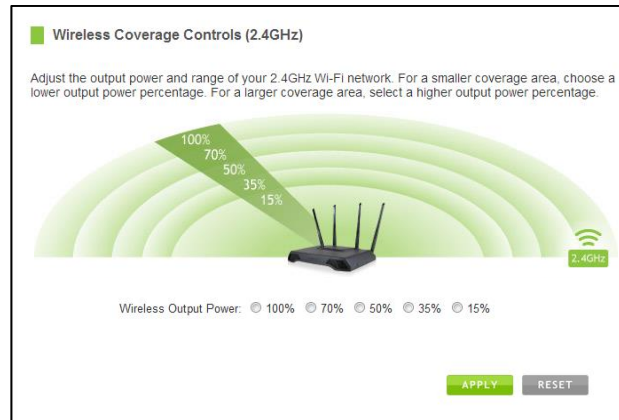 Wireless Coverage Controls (2.4GHz)
Adjust the output power and range of your 2.4GHz Wi-Fi network. For a smaller coverage area, choose a
lower output power percentage. For a larger coverage area, select a higher output power percentage.
100%
70%
50%
35%
15%
2.4GHz
Wireless Output Power: 100% 70% 50% 35% 15%
APPLY RESET